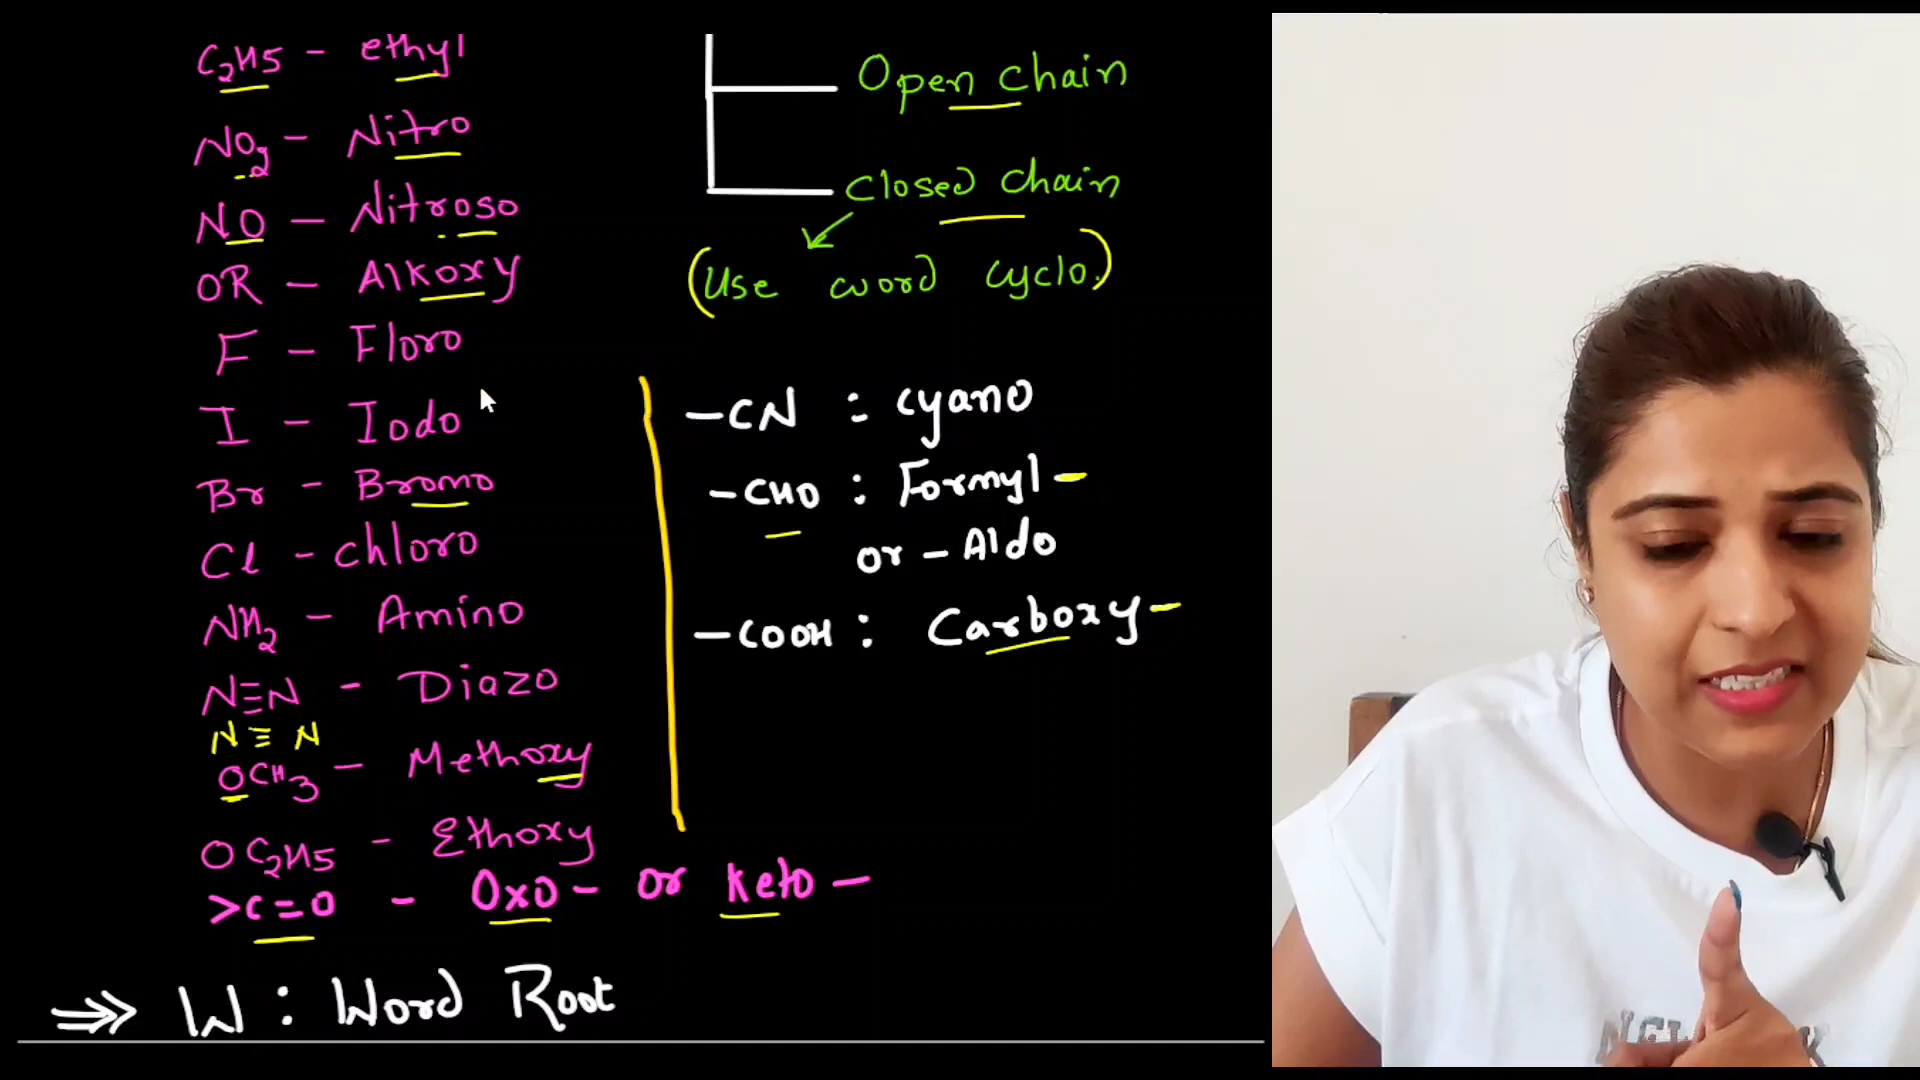 C2H5 - ethyl
NO2 - Nitro
NO - Nitroso
OR - Alkoxy
F - Floro
I - Iodo
Br - Bromo
Cl - chloro
NH2 - Amino
N≡N - Diazo
N≡N
OCH3 - Methoxy
OC2H5 - Ethoxy
>C=O - Oxo- or Keto-
⇒ W : Word Root
Open chain
closed chain
(Use word cyclo.)
-CN : cyano
-CHO : Formyl-
or - Aldo
-COOH : Carboxy-